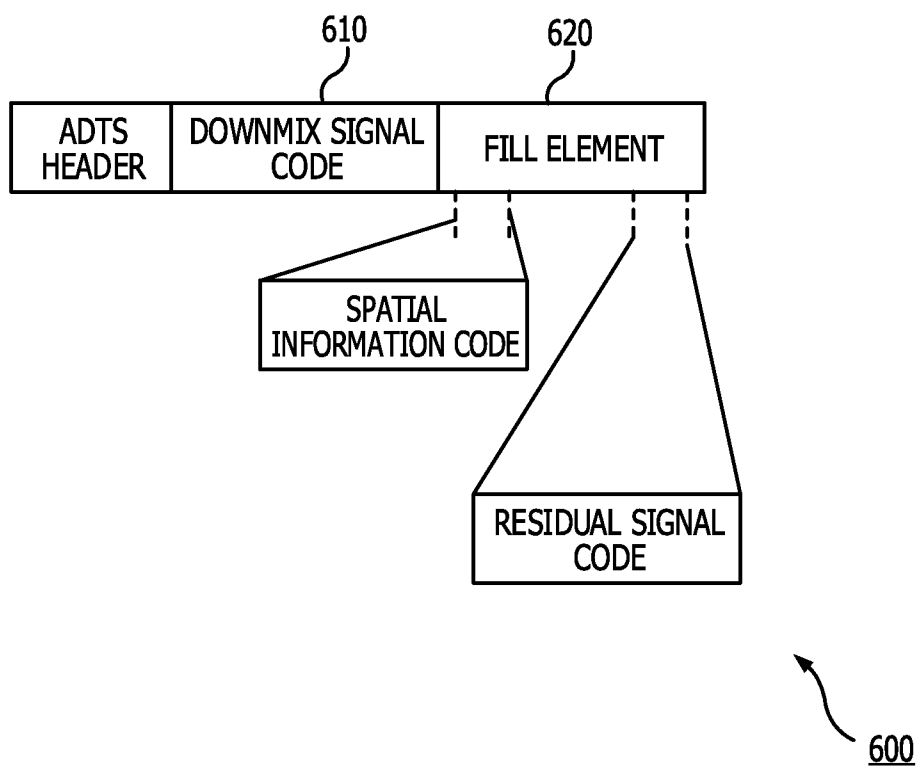 610
620
ADTS
HEADER
DOWNMIX SIGNAL
CODE
FILL ELEMENT
SPATIAL
INFORMATION CODE
RESIDUAL SIGNAL
CODE
600